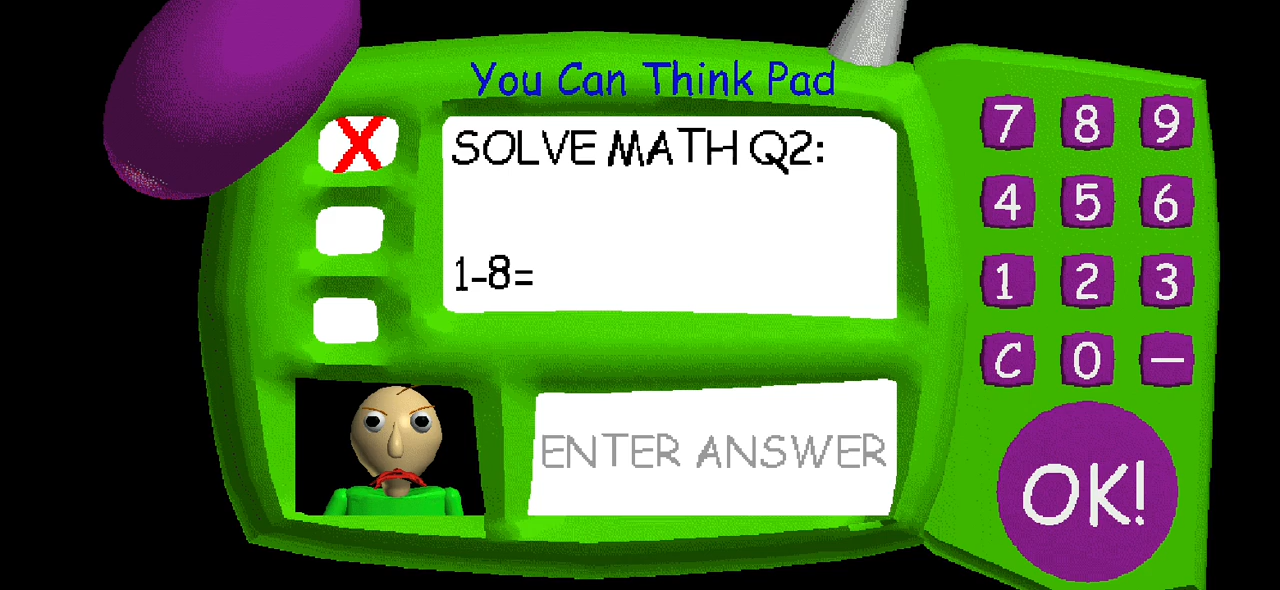 You Can Think Pad
X
SOLVE MATH Q2:
1-8=
ENTER ANSWER
7 8 9
4 5 6
1 2 3
C 0 —
OK!